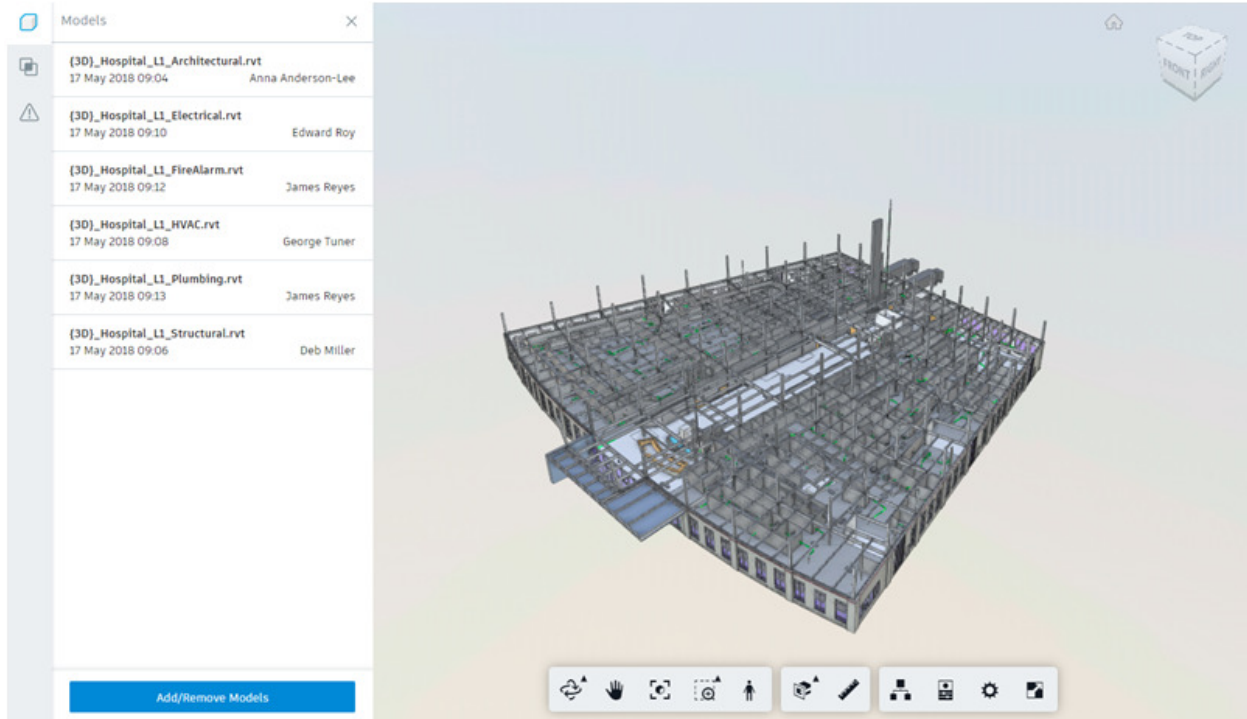 Models
{3D}_Hospital_L1_Architectural.rvt
17 May 2018 09:04 Anna Anderson-Lee
{3D}_Hospital_L1_Electrical.rvt
17 May 2018 09:10 Edward Roy
{3D}_Hospital_L1_FireAlarm.rvt
17 May 2018 09:12 James Reyes
{3D}_Hospital_L1_HVAC.rvt
17 May 2018 09:08 George Tuner
{3D}_Hospital_L1_Plumbing.rvt
17 May 2018 09:13 James Reyes
{3D}_Hospital_L1_Structural.rvt
17 May 2018 09:06 Deb Miller
Add/Remove Models
TOP
FRONT RIGHT